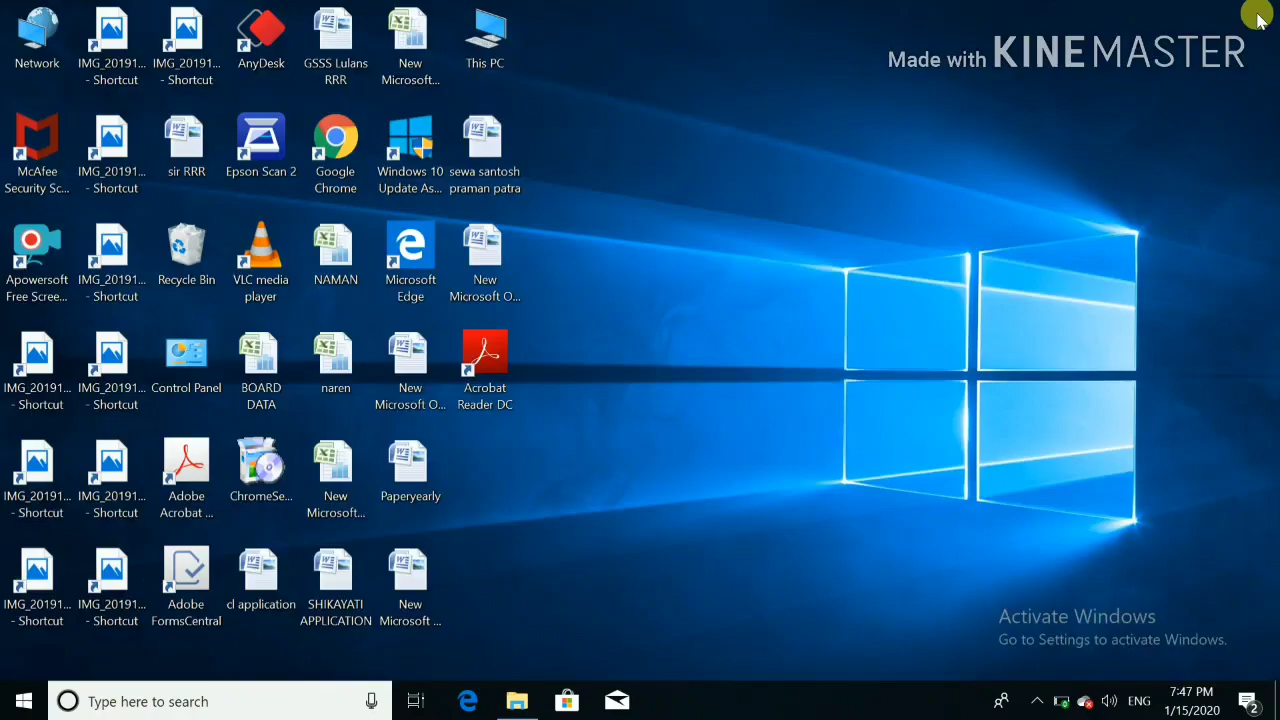 Made with KINEMASTER
Network
IMG_20191...
- Shortcut
IMG_20191...
- Shortcut
AnyDesk
GSSS Lulans
RRR
New
Microsoft...
This PC
McAfee
Security Sc...
IMG_20191...
- Shortcut
sir RRR
Epson Scan 2
Google
Chrome
Windows 10
Update As...
sewa santosh
praman patra
Apowersoft
Free Scree...
IMG_20191...
- Shortcut
Recycle Bin
VLC media
player
NAMAN
Microsoft
Edge
New
Microsoft O...
IMG_20191...
- Shortcut
IMG_20191...
- Shortcut
Control Panel
BOARD
DATA
naren
New
Microsoft O...
Acrobat
Reader DC
IMG_20191...
- Shortcut
IMG_20191...
- Shortcut
Adobe
Acrobat ...
ChromeSe...
New
Microsoft...
Paperyearly
IMG_20191...
- Shortcut
IMG_20191...
- Shortcut
Adobe
FormsCentral
cl application
SHIKAYATI
APPLICATION
New
Microsoft ...
Activate Windows
Go to Settings to activate Windows.
Type here to search
ENG
7:47 PM
1/15/2020
2